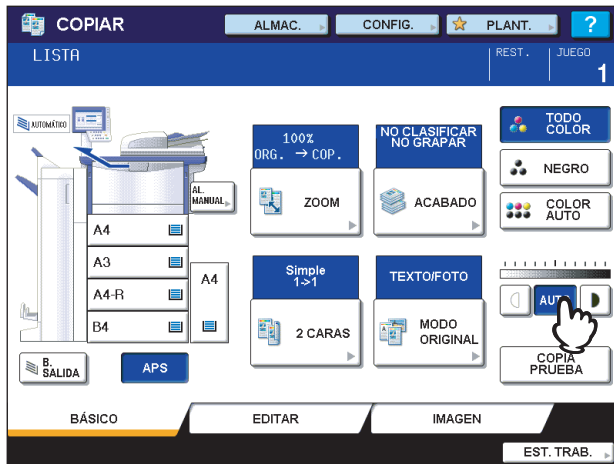 COPIAR
ALMAC.
CONFIG.
PLANT.
?
LISTA
REST.
JUEGO
1
AUTOMÁTICO
AL.
MANUAL
A4
A3
A4-R
B4
A4
B.
SALIDA
APS
100%
ORG. → COP.
ZOOM
NO CLASIFICAR
NO GRAPAR
ACABADO
Simple
1->1
2 CARAS
TEXTO/FOTO
MODO
ORIGINAL
TODO
COLOR
NEGRO
COLOR
AUTO
AUTO
COPIA
PRUEBA
BÁSICO
EDITAR
IMAGEN
EST. TRAB.